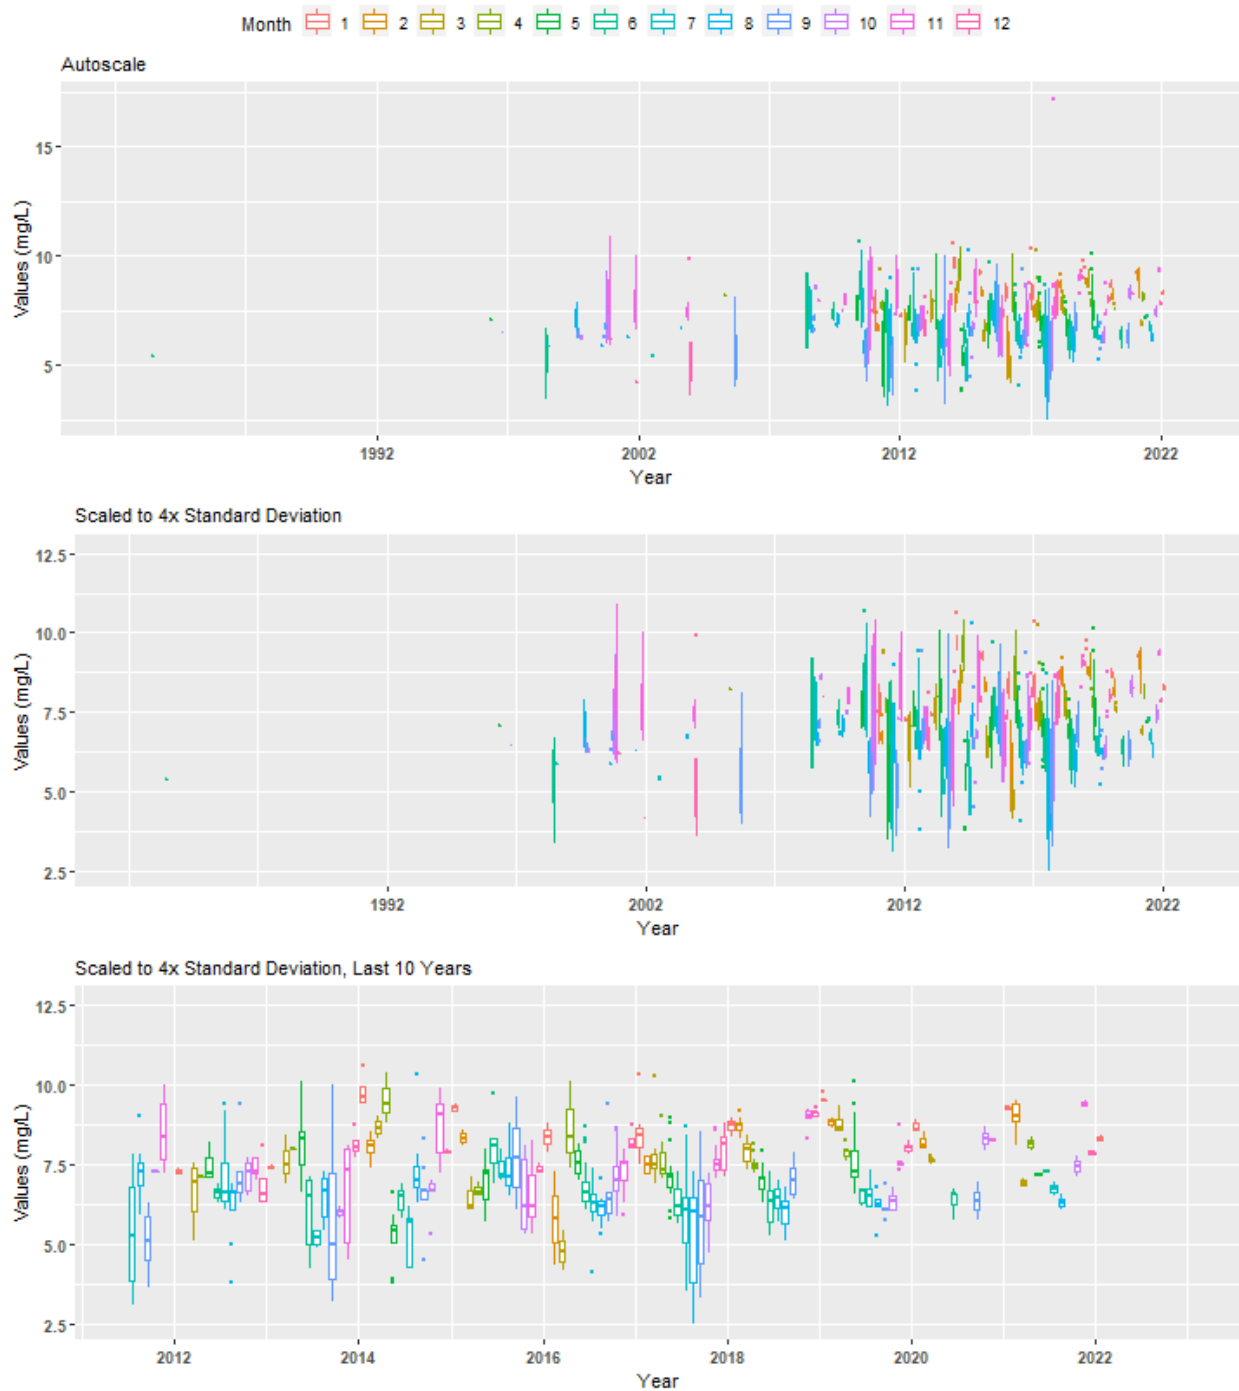 Month 1 2 3 4 5 6 7 8 9 10 11 12
Autoscale
15
10
5
Values (mg/L)
1992 2002 2012 2022
Year
Scaled to 4x Standard Deviation
12.5
10.0
7.5
5.0
2.5
Values (mg/L)
1992 2002 2012 2022
Year
Scaled to 4x Standard Deviation, Last 10 Years
12.5
10.0
7.5
5.0
2.5
Values (mg/L)
2012 2014 2016 2018 2020 2022
Year